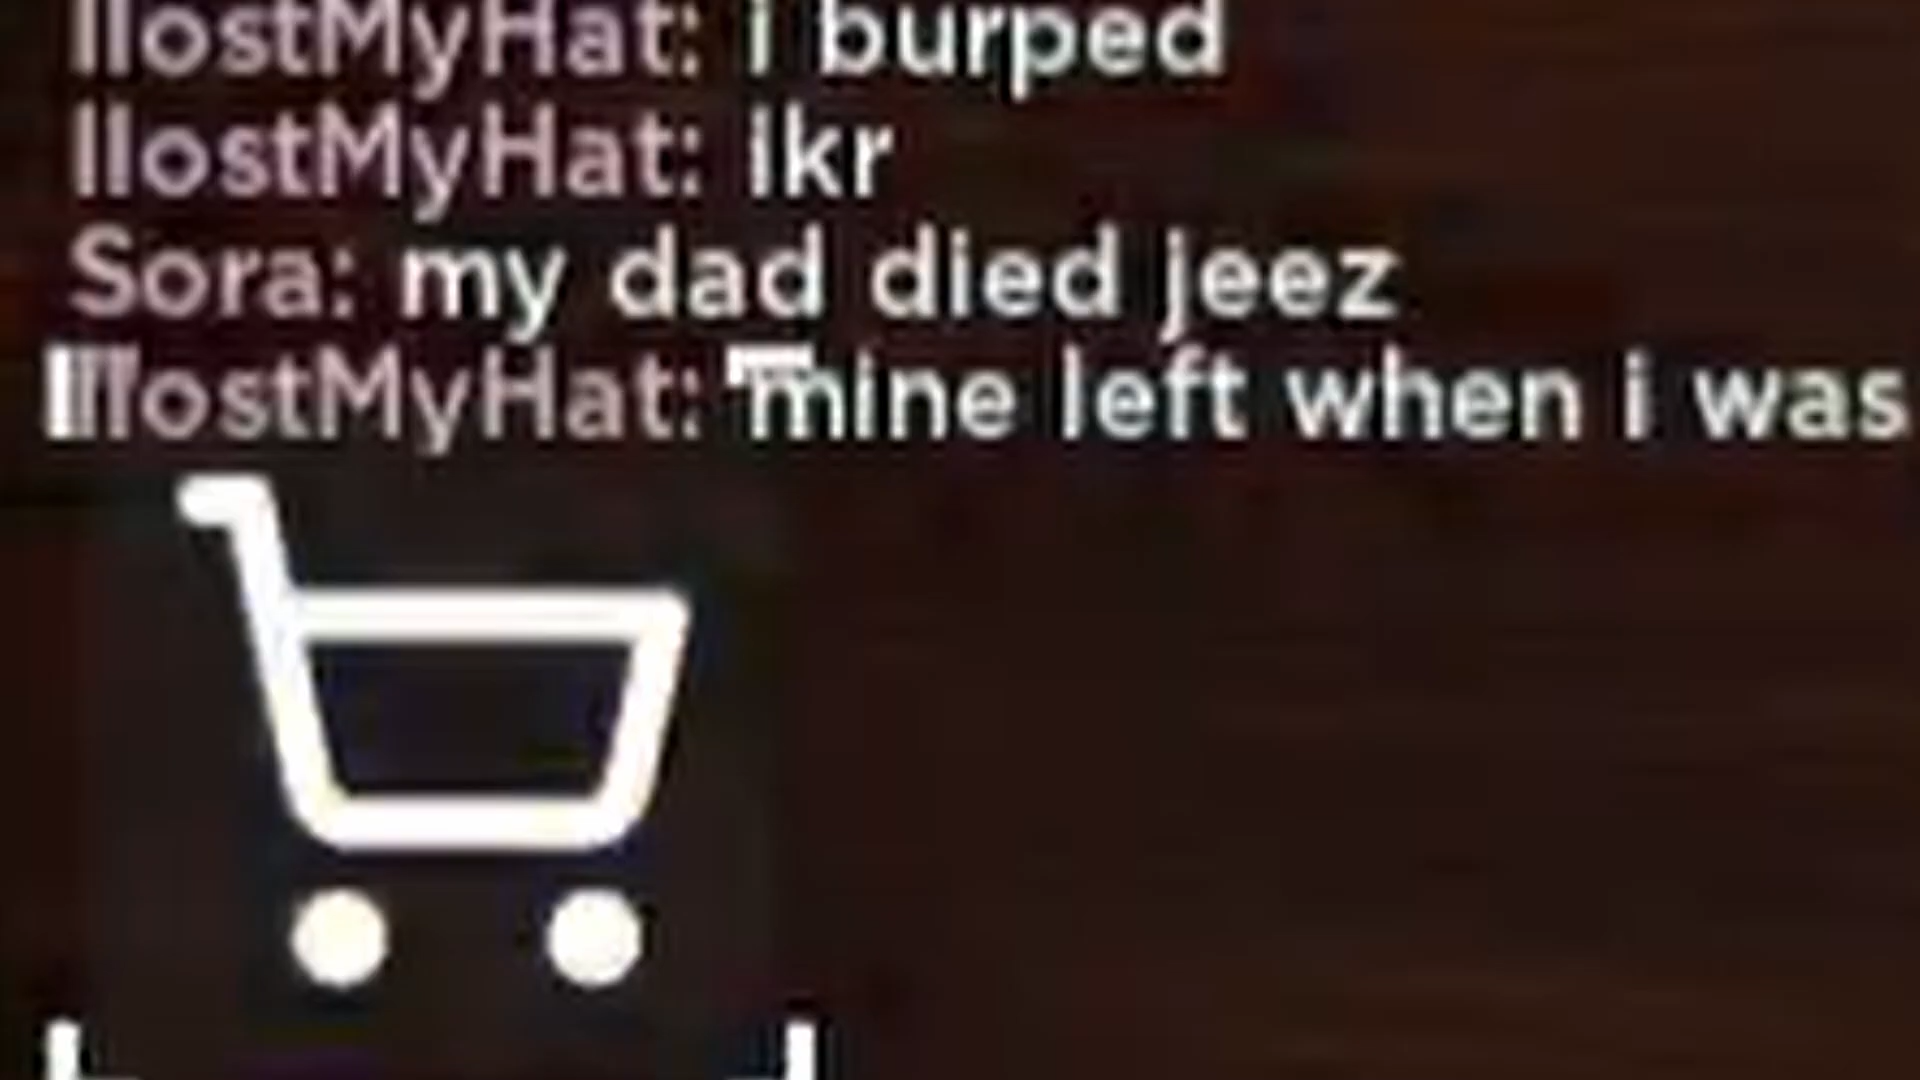 IlostMyHat: i burped
IlostMyHat: ikr
Sora: my dad died jeez
IlostMyHat: mine left when i was